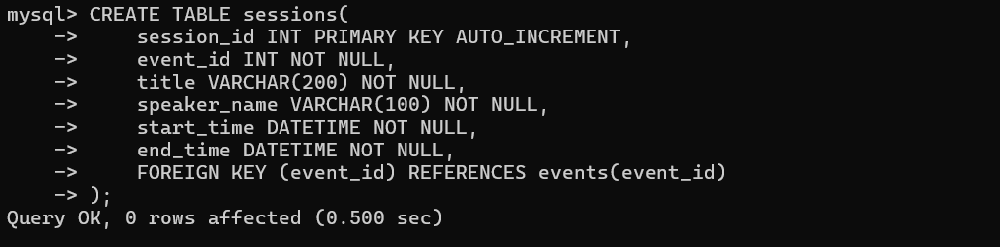 mysql> CREATE TABLE sessions(
    ->     session_id INT PRIMARY KEY AUTO_INCREMENT,
    ->     event_id INT NOT NULL,
    ->     title VARCHAR(200) NOT NULL,
    ->     speaker_name VARCHAR(100) NOT NULL,
    ->     start_time DATETIME NOT NULL,
    ->     end_time DATETIME NOT NULL,
    ->     FOREIGN KEY (event_id) REFERENCES events(event_id)
    -> );
Query OK, 0 rows affected (0.500 sec)